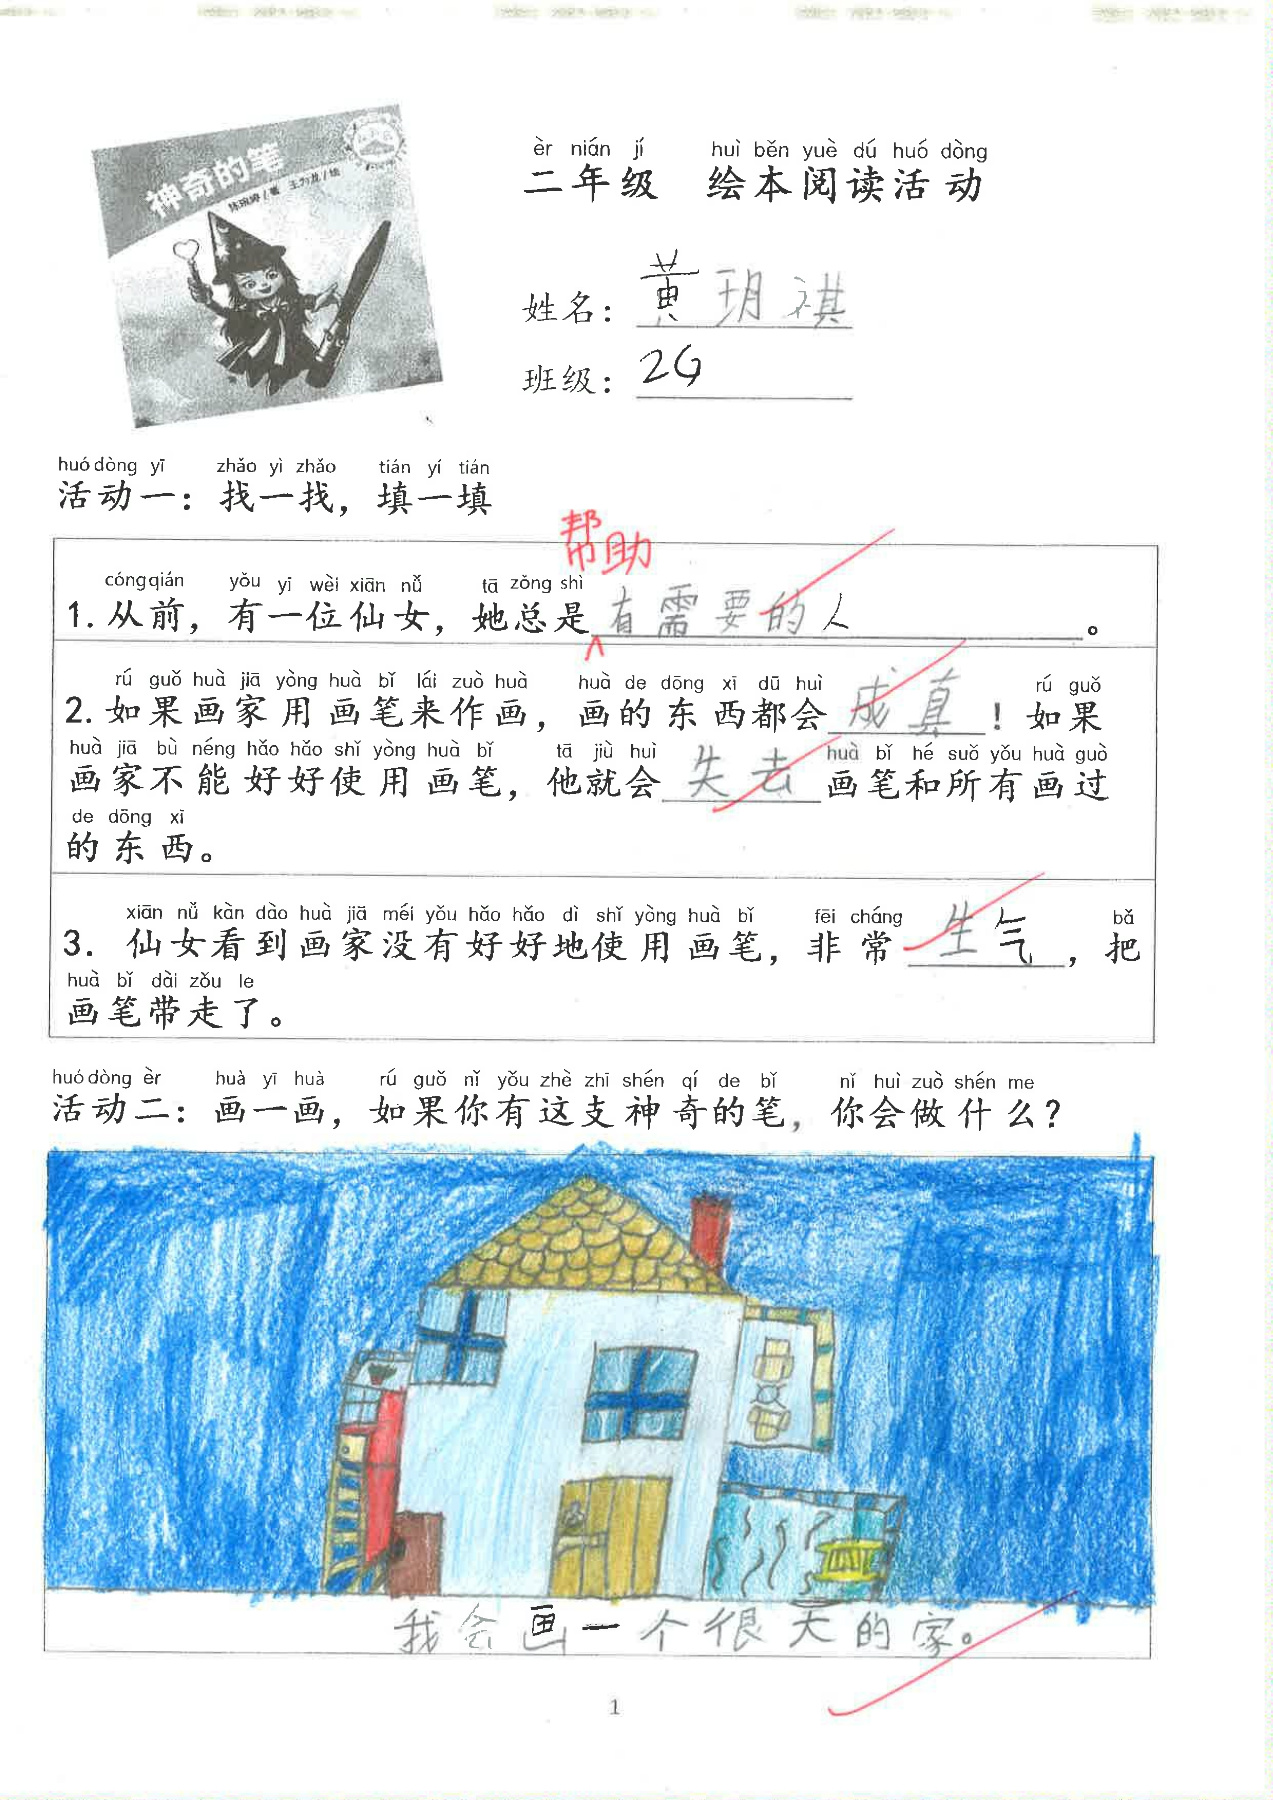 神奇的笔
èr nián jí huì běn yuè dú huó dòng
二年级 绘本阅读活动
姓名：黄玥祺
班级：2G
huó dòng yī zhǎo yì zhǎo tián yí tián
活动一：找一找，填一填
帮助
cóng qián yǒu yī wèi xiān nǚ tā zǒng shì
1. 从前，有一位仙女，她总是有需要的人。
rú guǒ huà jiā yòng huà bǐ lái zuò huà huà de dōng xī dū huì rú guǒ
2. 如果画家用画笔来作画，画的东西都会成真！如果
huà jiā bù néng hǎo hǎo shǐ yòng huà bǐ tā jiù huì huà bǐ hé suǒ yǒu huà guò
画家不能好好使用画笔，他就会失去画笔和所有画过
de dōng xi
的东西。
xiān nǚ kàn dào huà jiā méi yǒu hǎo hǎo dì shǐ yòng huà bǐ fēi cháng bǎ
3. 仙女看到画家没有好好地使用画笔，非常生气，把
huà bǐ dài zǒu le
画笔带走了。
huó dòng èr huà yī huà rú guǒ nǐ yǒu zhè zhī shén qí de bǐ nǐ huì zuò shén me
活动二：画一画，如果你有这支神奇的笔，你会做什么？
我会画一个很大的家。
1